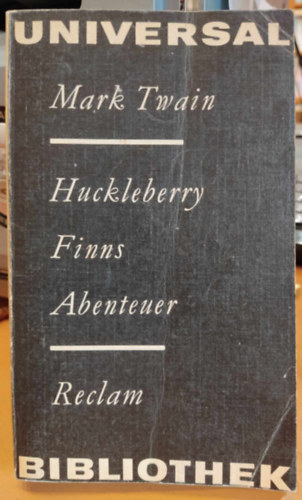 UNIVERSAL
Mark Twain
Huckleberry
Finns
Abenteuer
Reclam
BIBLIOTHEK